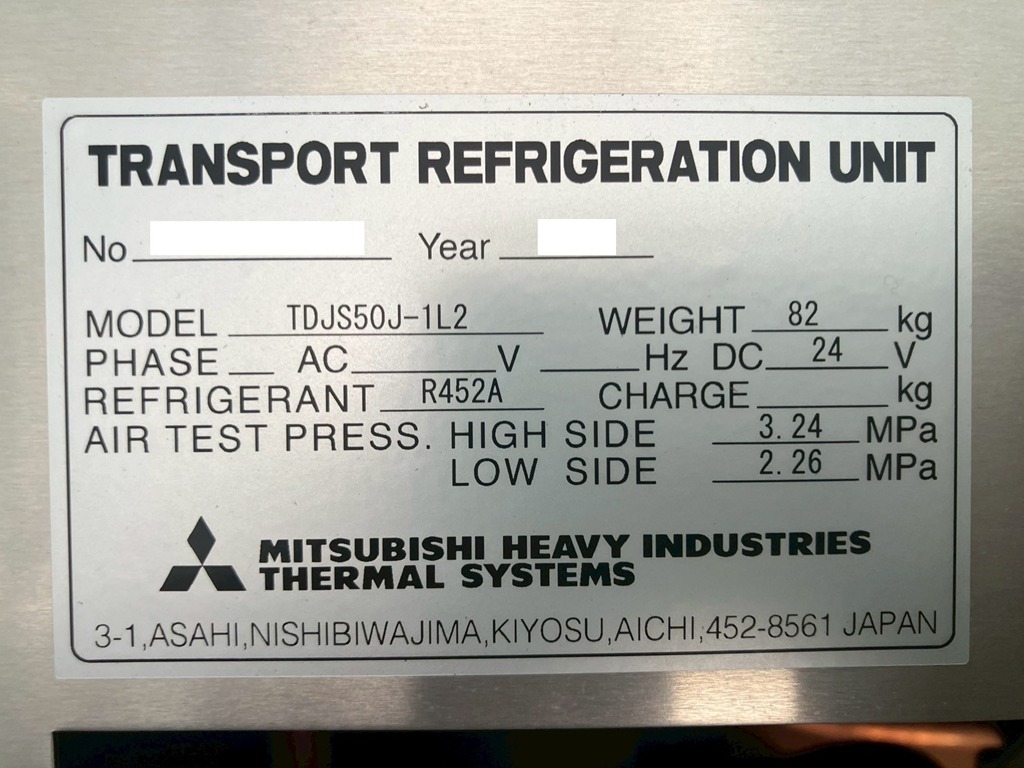 TRANSPORT REFRIGERATION UNIT
No Year
MODEL TDJS50J-1L2 WEIGHT 82 kg
PHASE AC V Hz DC 24 V
REFRIGERANT R452A CHARGE kg
AIR TEST PRESS. HIGH SIDE 3.24 MPa
LOW SIDE 2.26 MPa
MITSUBISHI HEAVY INDUSTRIES
THERMAL SYSTEMS
3-1,ASAHI,NISHIBIWAJIMA,KIYOSU,AICHI,452-8561 JAPAN